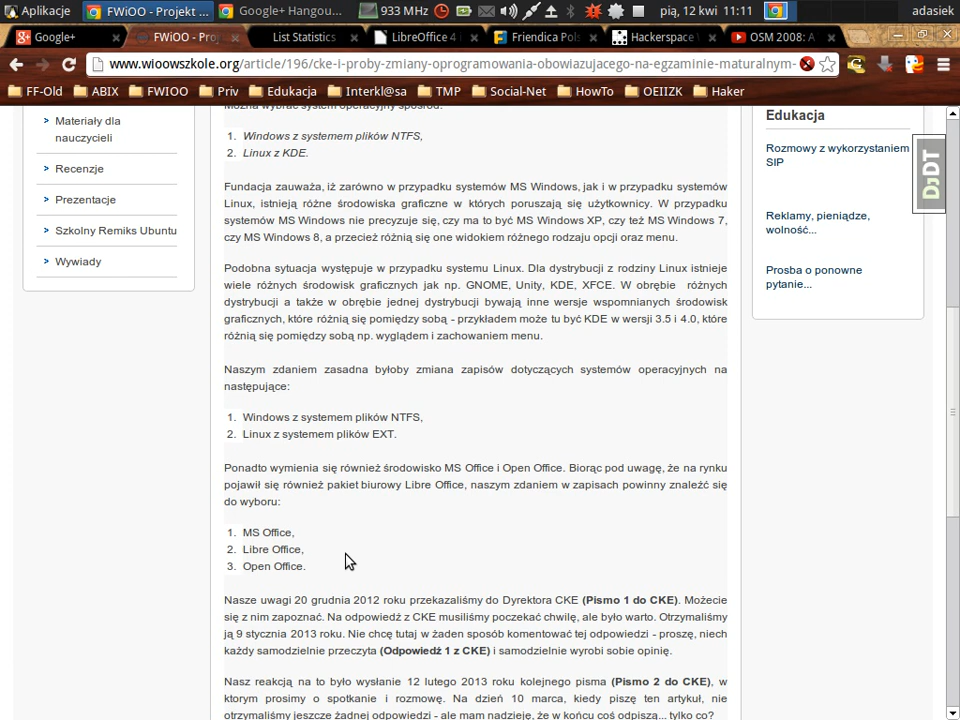 Aplikacje
FWiOO - Projekt ...
Google+ Hangou...
933 MHz
pią, 12 kwi 11:11
adasiek
Google+
FWiOO - Proj
List Statistics
LibreOffice 4
Friendica Pols
Hackerspace
OSM 2008: A
www.wioowszkole.org/article/196/cke-i-proby-zmiany-oprogramowania-obowiazujacego-na-egzaminie-maturalnym-
FF-Old
ABIX
FWIOO
Priv
Edukacja
Interkl@sa
TMP
Social-Net
HowTo
OEIIZK
Haker
Materiały dla
nauczycieli
Recenzje
Prezentacje
Szkolny Remiks Ubuntu
Wywiady
Można wybrać system operacyjny spośród:
1. Windows z systemem plików NTFS,
2. Linux z KDE.
Fundacja zauważa, iż zarówno w przypadku systemów MS Windows, jak i w przypadku systemów
Linux, istnieją różne środowiska graficzne w których poruszają się użytkownicy. W przypadku
systemów MS Windows nie precyzuje się, czy ma to być MS Windows XP, czy też MS Windows 7,
czy MS Windows 8, a przecież różnią się one widokiem różnego rodzaju opcji oraz menu.
Podobna sytuacja występuje w przypadku systemu Linux. Dla dystrybucji z rodziny Linux istnieje
wiele różnych środowisk graficznych jak np. GNOME, Unity, KDE, XFCE. W obrębie różnych
dystrybucji a także w obrębie jednej dystrybucji bywają inne wersje wspomnianych środowisk
graficznych, które różnią się pomiędzy sobą - przykładem może tu być KDE w wersji 3.5 i 4.0, które
różnią się pomiędzy sobą np. wyglądem i zachowaniem menu.
Naszym zdaniem zasadna byłoby zmiana zapisów dotyczących systemów operacyjnych na
następujące:
1. Windows z systemem plików NTFS,
2. Linux z systemem plików EXT.
Ponadto wymienia się również środowisko MS Office i Open Office. Biorąc pod uwagę, że na rynku
pojawił się również pakiet biurowy Libre Office, naszym zdaniem w zapisach powinny znaleźć się
do wyboru:
1. MS Office,
2. Libre Office,
3. Open Office.
Nasze uwagi 20 grudnia 2012 roku przekazaliśmy do Dyrektora CKE (Pismo 1 do CKE). Możecie
się z nim zapoznać. Na odpowiedź z CKE musiliśmy poczekać chwilę, ale było warto. Otrzymaliśmy
ją 9 stycznia 2013 roku. Nie chcę tutaj w żaden sposób komentować tej odpowiedzi - proszę, niech
każdy samodzielnie przeczyta (Odpowiedź 1 z CKE) i samodzielnie wyrobi sobie opinię.
Nasz reakcją na to było wysłanie 12 lutego 2013 roku kolejnego pisma (Pismo 2 do CKE), w
ktorym prosimy o spotkanie i rozmowę. Na dzień 10 marca, kiedy piszę ten artykuł, nie
otrzymaliśmy jeszcze żadnej odpowiedzi - ale mam nadzieję, że w końcu coś odpiszą... tylko co?
Edukacja
Rozmowy z wykorzystaniem
SIP
Reklamy, pieniądze,
wolność...
Prosba o ponowne
pytanie...
DJDT